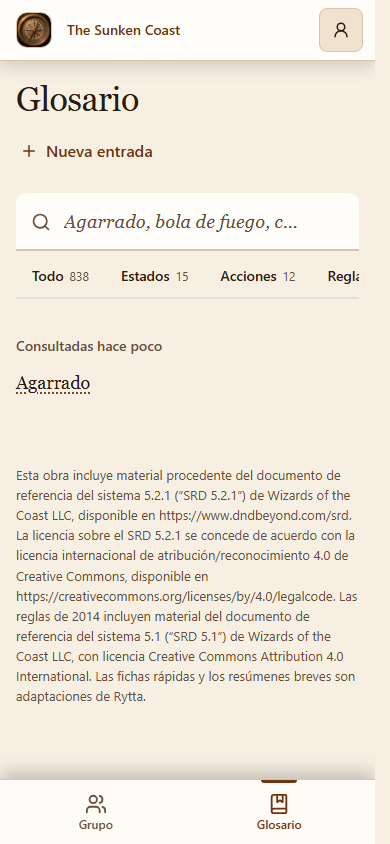 The Sunken Coast
Glosario
Nueva entrada
Agarrado, bola de fuego, c...
Todo 838 Estados 15 Acciones 12 Regla
Consultadas hace poco
Agarrado
Esta obra incluye material procedente del documento de
referencia del sistema 5.2.1 (“SRD 5.2.1”) de Wizards of the
Coast LLC, disponible en https://www.dndbeyond.com/srd.
La licencia sobre el SRD 5.2.1 se concede de acuerdo con la
licencia internacional de atribución/reconocimiento 4.0 de
Creative Commons, disponible en
https://creativecommons.org/licenses/by/4.0/legalcode. Las
reglas de 2014 incluyen material del documento de
referencia del sistema 5.1 (“SRD 5.1”) de Wizards of the
Coast LLC, con licencia Creative Commons Attribution 4.0
International. Las fichas rápidas y los resúmenes breves son
adaptaciones de Rytta.
Grupo Glosario